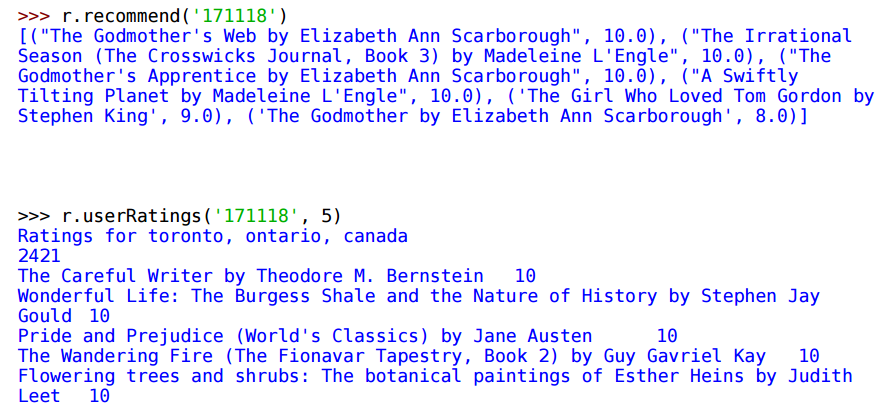 >>> r.recommend('171118')
[("The Godmother's Web by Elizabeth Ann Scarborough", 10.0), ("The Irrational
Season (The Crosswicks Journal, Book 3) by Madeleine L'Engle", 10.0), ("The
Godmother's Apprentice by Elizabeth Ann Scarborough", 10.0), ("A Swiftly
Tilting Planet by Madeleine L'Engle", 10.0), ('The Girl Who Loved Tom Gordon by
Stephen King', 9.0), ('The Godmother by Elizabeth Ann Scarborough', 8.0)]
>>> r.userRatings('171118', 5)
Ratings for toronto, ontario, canada
2421
The Careful Writer by Theodore M. Bernstein   10
Wonderful Life: The Burgess Shale and the Nature of History by Stephen Jay
Gould  10
Pride and Prejudice (World's Classics) by Jane Austen      10
The Wandering Fire (The Fionavar Tapestry, Book 2) by Guy Gavriel Kay   10
Flowering trees and shrubs: The botanical paintings of Esther Heins by Judith
Leet   10